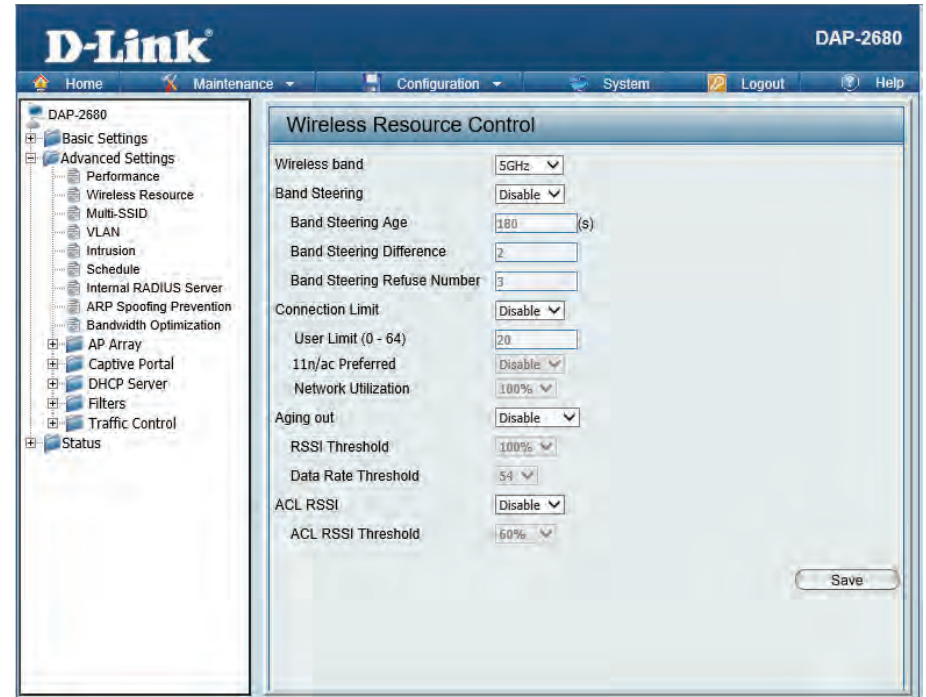 D-Link
DAP-2680
Home Maintenance Configuration System Logout Help
DAP-2680
Basic Settings
Advanced Settings
Performance
Wireless Resource
Multi-SSID
VLAN
Intrusion
Schedule
Internal RADIUS Server
ARP Spoofing Prevention
Bandwidth Optimization
AP Array
Captive Portal
DHCP Server
Filters
Traffic Control
Status
Wireless Resource Control
Wireless band 5GHz
Band Steering Disable
Band Steering Age 180 (s)
Band Steering Difference 2
Band Steering Refuse Number 3
Connection Limit Disable
User Limit (0 - 64) 20
11n/ac Preferred Disable
Network Utilization 100%
Aging out Disable
RSSI Threshold 100%
Data Rate Threshold 54
ACL RSSI Disable
ACL RSSI Threshold 60%
Save